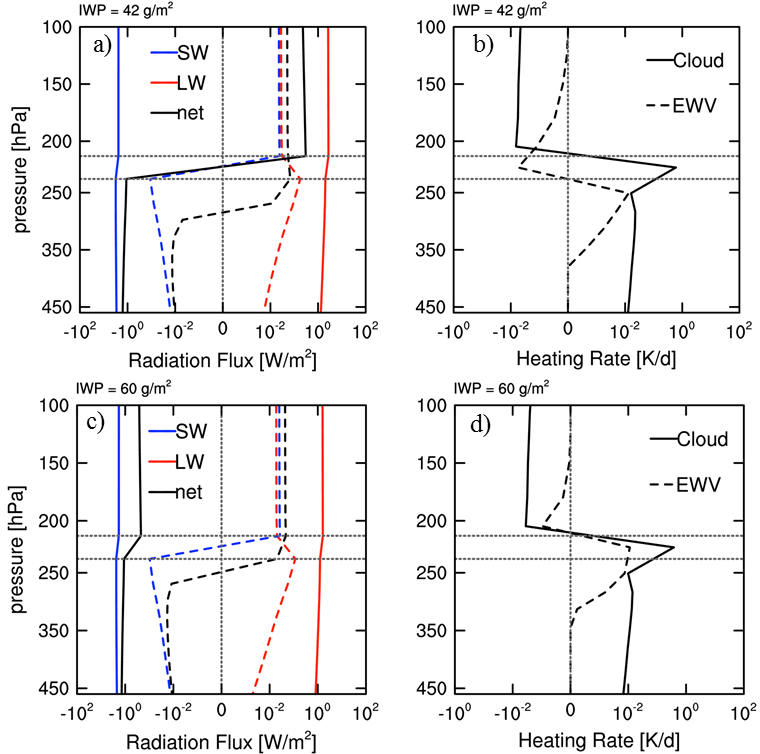 IWP = 42 g/m²
a)
SW
LW
net
pressure [hPa]
100
150
200
250
350
450
-10² -10⁰ -10⁻² 0 10⁻² 10⁰ 10²
Radiation Flux [W/m²]
IWP = 42 g/m²
b)
Cloud
EWV
100
150
200
250
350
450
-10⁰ -10⁻² 0 10⁻² 10⁰ 10²
Heating Rate [K/d]
IWP = 60 g/m²
c)
SW
LW
net
pressure [hPa]
100
150
200
250
350
450
-10² -10⁰ -10⁻² 0 10⁻² 10⁰ 10²
Radiation Flux [W/m²]
IWP = 60 g/m²
d)
Cloud
EWV
100
150
200
250
350
450
-10⁰ -10⁻² 0 10⁻² 10⁰ 10²
Heating Rate [K/d]